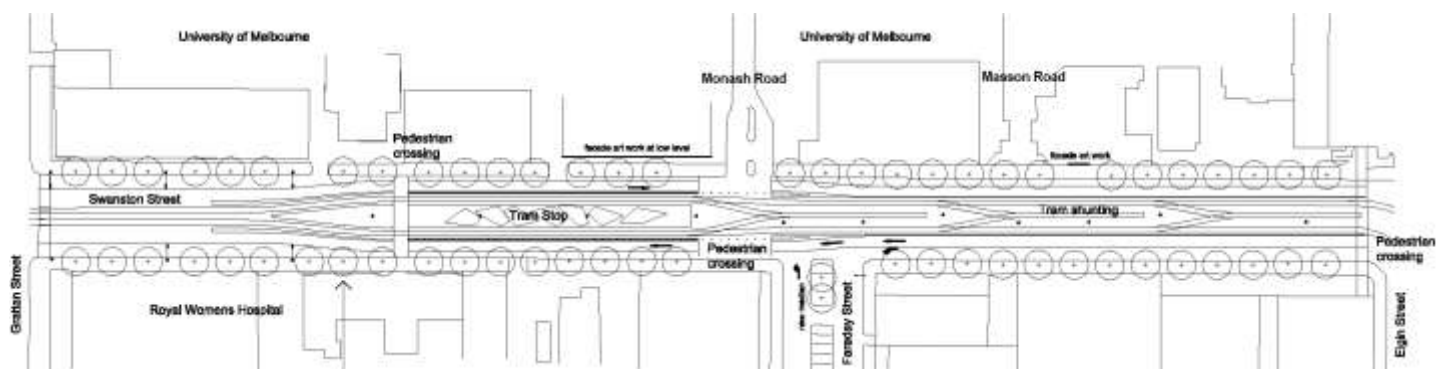 University of Melbourne
University of Melbourne
Monash Road
Masson Road
Pedestrian
crossing
facade art work at low level
facade art work
Swanston Street
Tram Stop
Tram shunting
Pedestrian
crossing
Pedestrian
crossing
Grattan Street
Royal Womens Hospital
new median
Faraday Street
Elgin Street